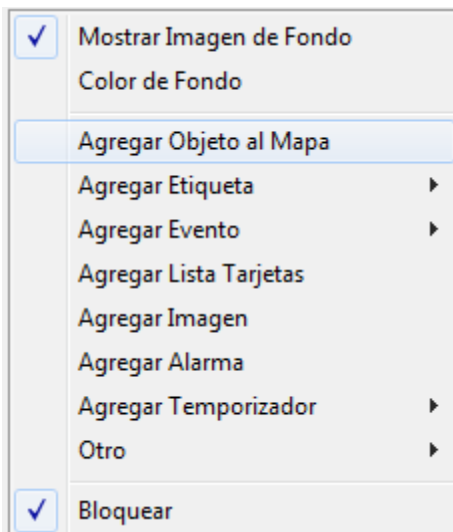 Mostrar Imagen de Fondo
Color de Fondo
Agregar Objeto al Mapa
Agregar Etiqueta
Agregar Evento
Agregar Lista Tarjetas
Agregar Imagen
Agregar Alarma
Agregar Temporizador
Otro
Bloquear